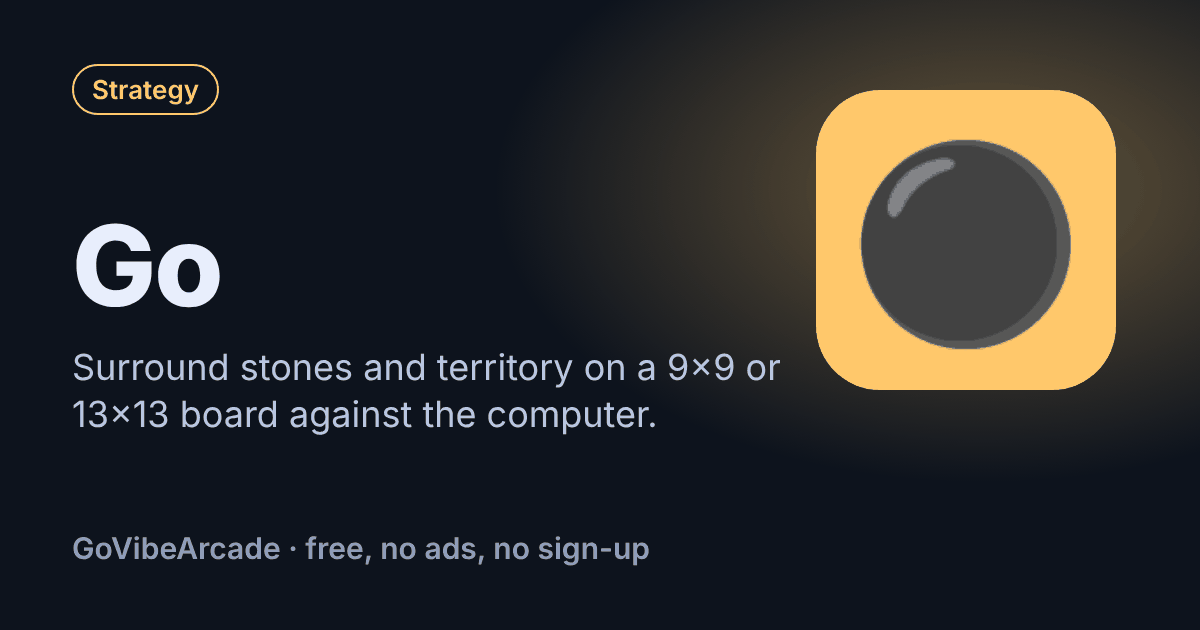 Strategy
Go
Surround stones and territory on a 9×9 or
13×13 board against the computer.
GoVibeArcade · free, no ads, no sign-up